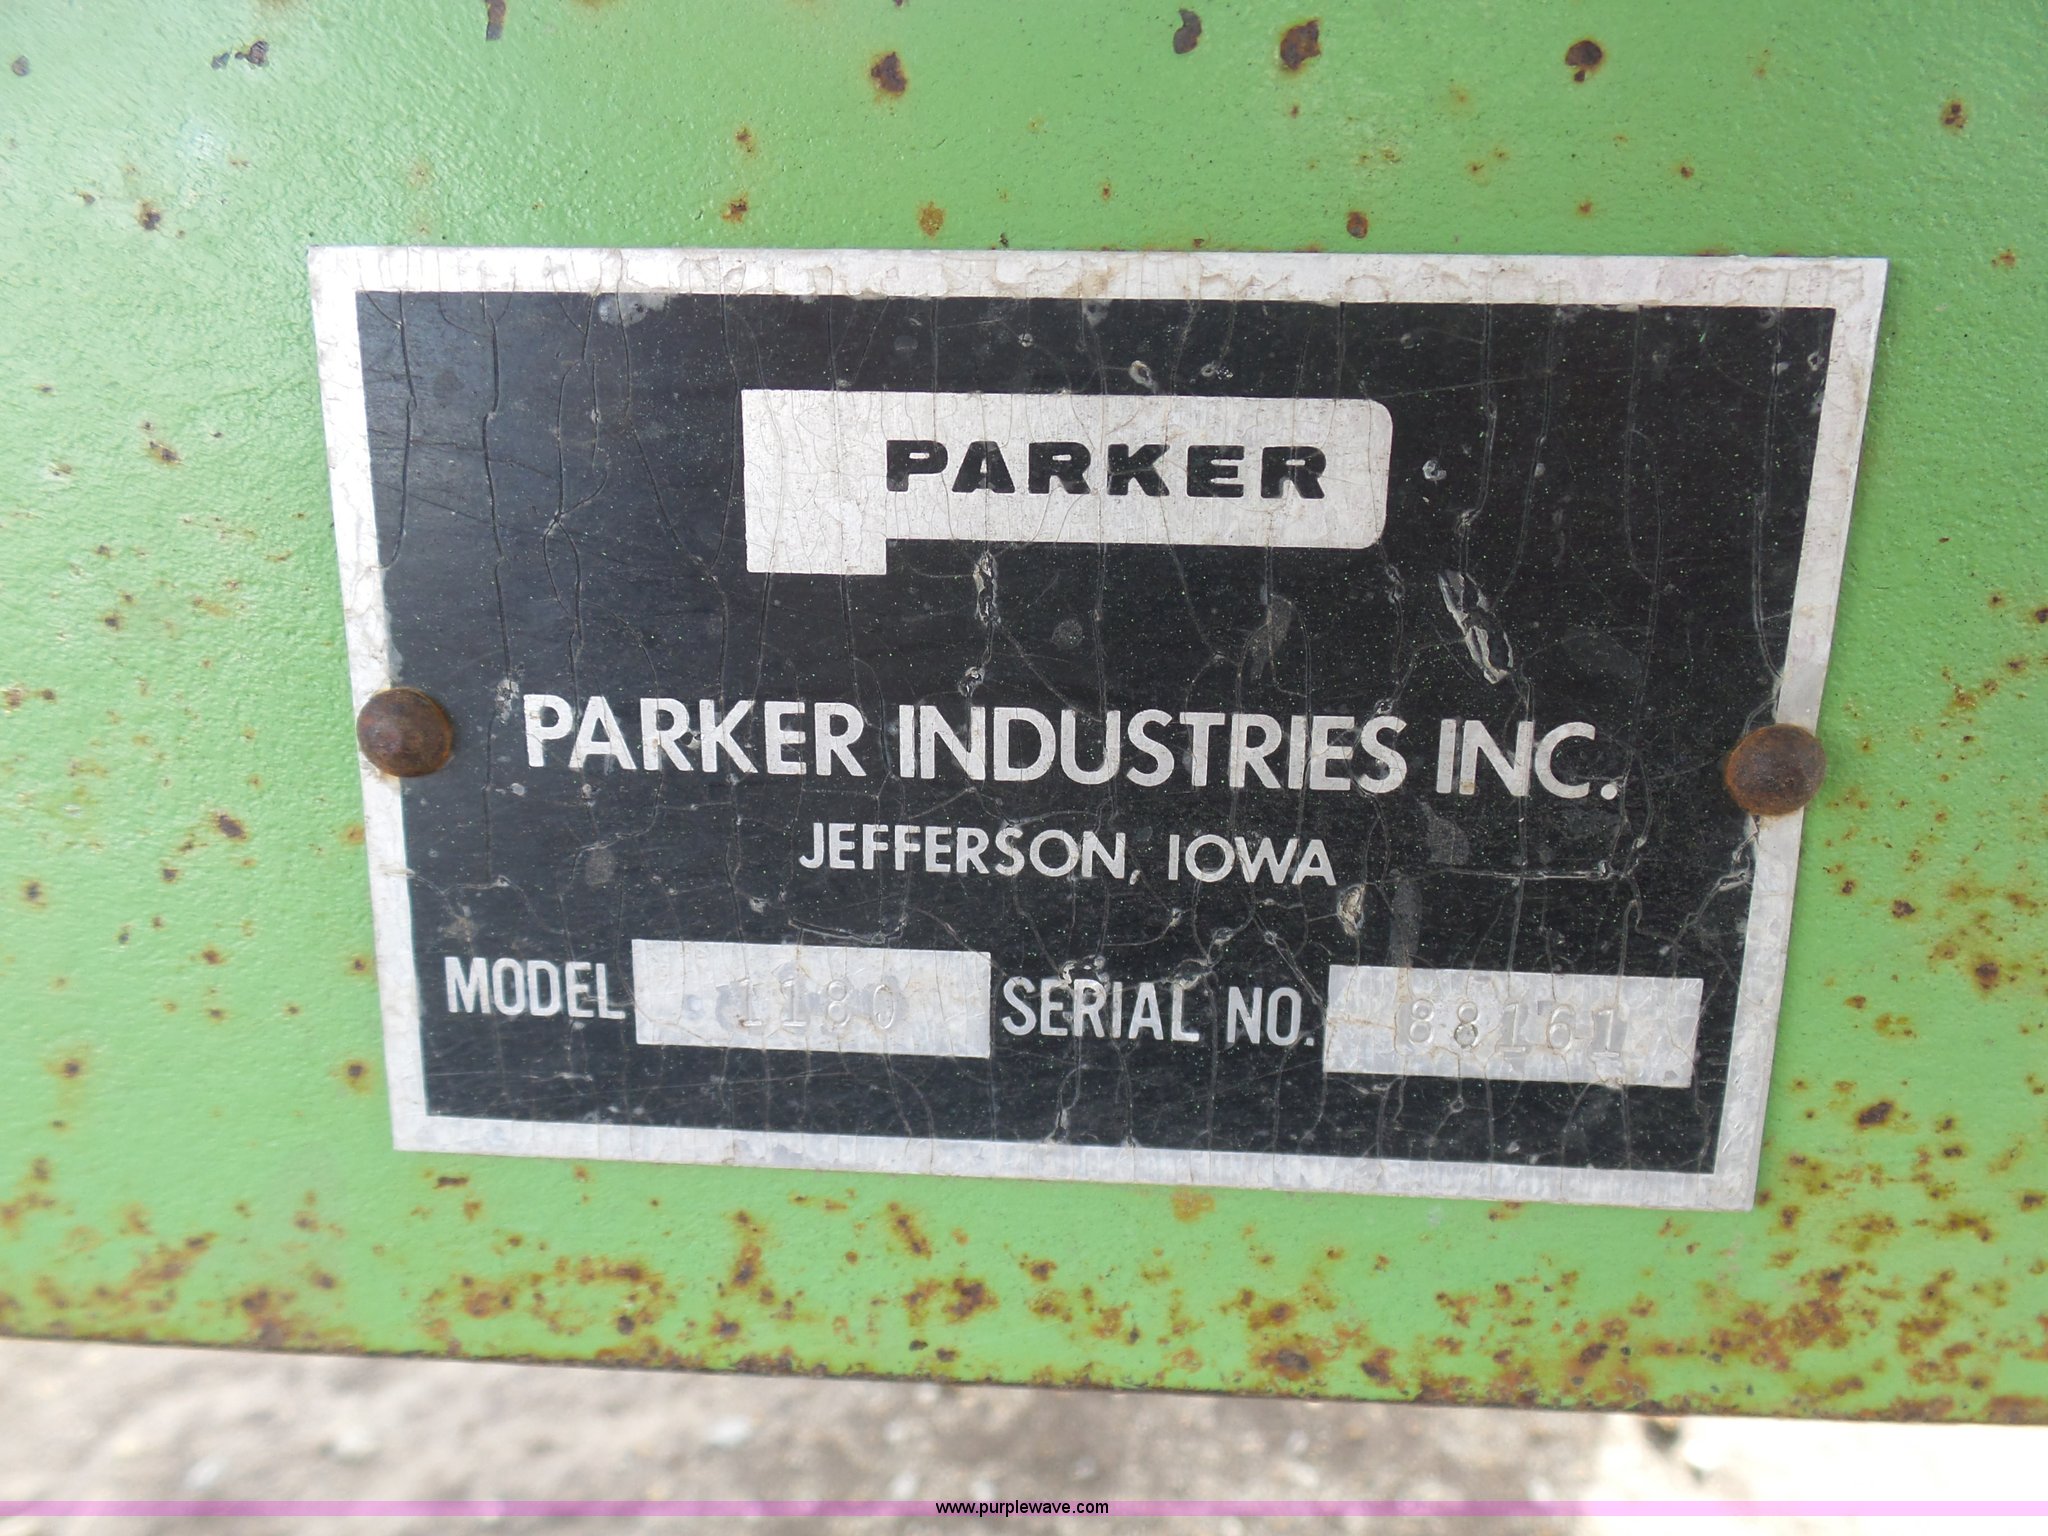 PARKER
PARKER INDUSTRIES INC.
JEFFERSON, IOWA
MODEL 1180 SERIAL NO. 88161
www.purplewave.com